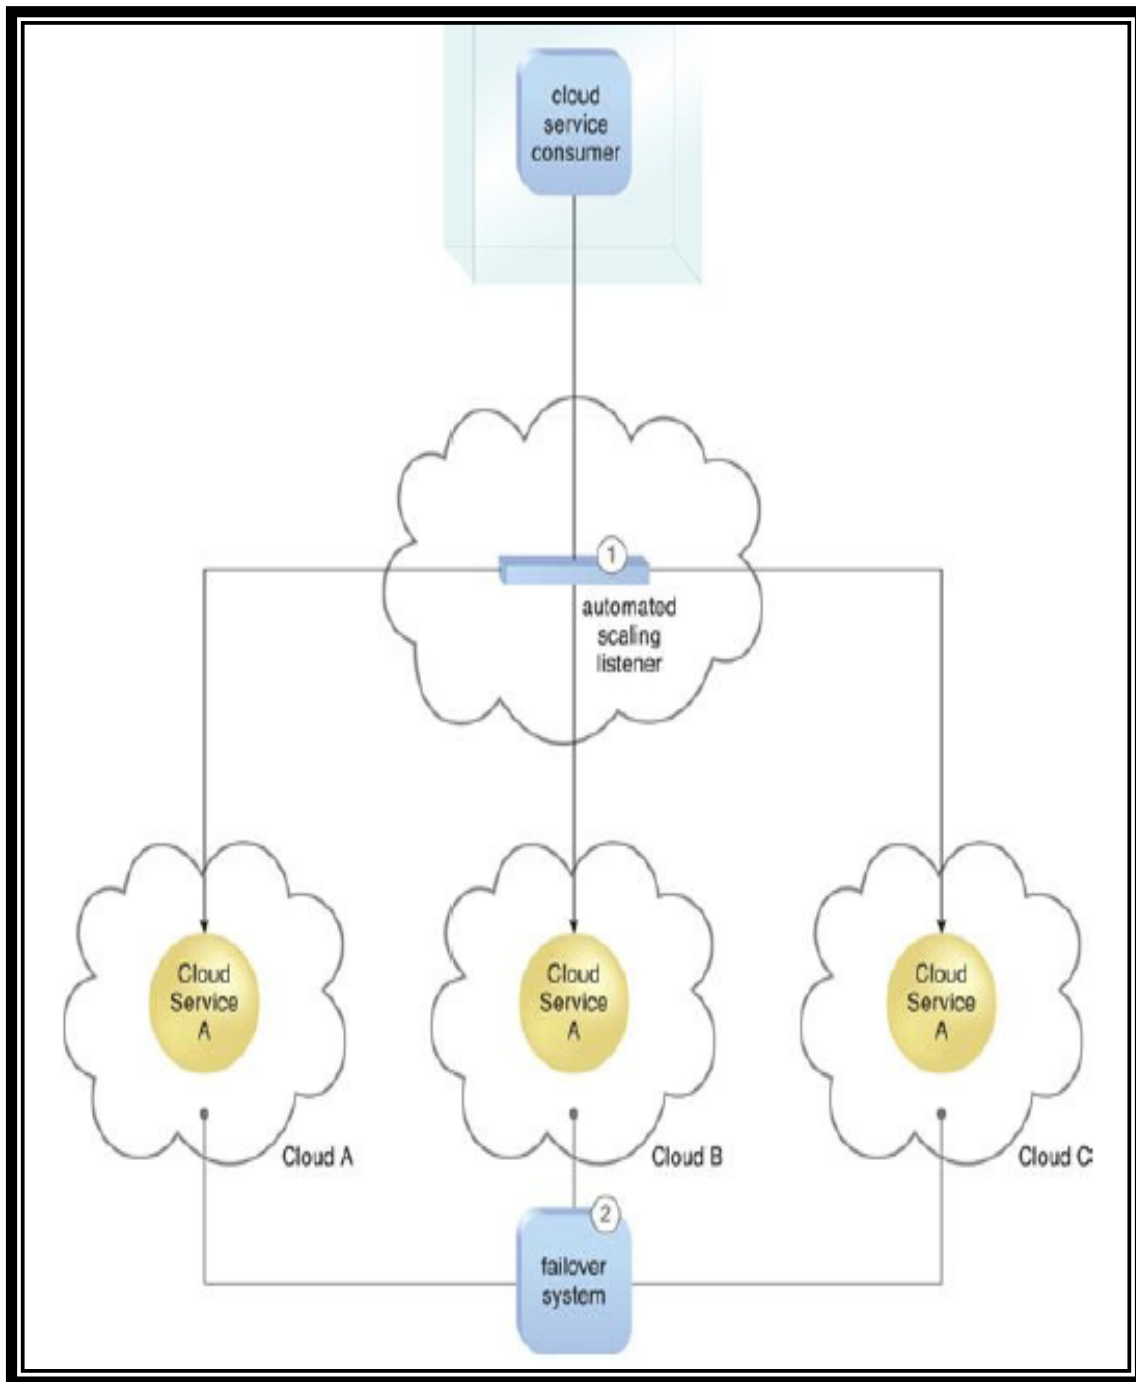 cloud
service
consumer
1
automated
scaling
listener
Cloud
Service
A
Cloud
Service
A
Cloud
Service
A
Cloud A
Cloud B
Cloud C
2
failover
system